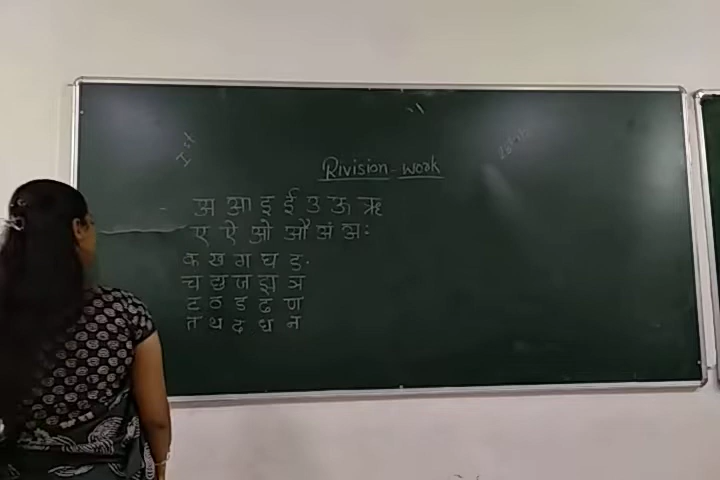 Rivision-work
अ आ इ ई उ ऊ ऋ
ए ऐ ओ औ अं अः
क ख ग घ ङ
च छ ज झ ञ
ट ठ ड ढ ण
त थ द ध न